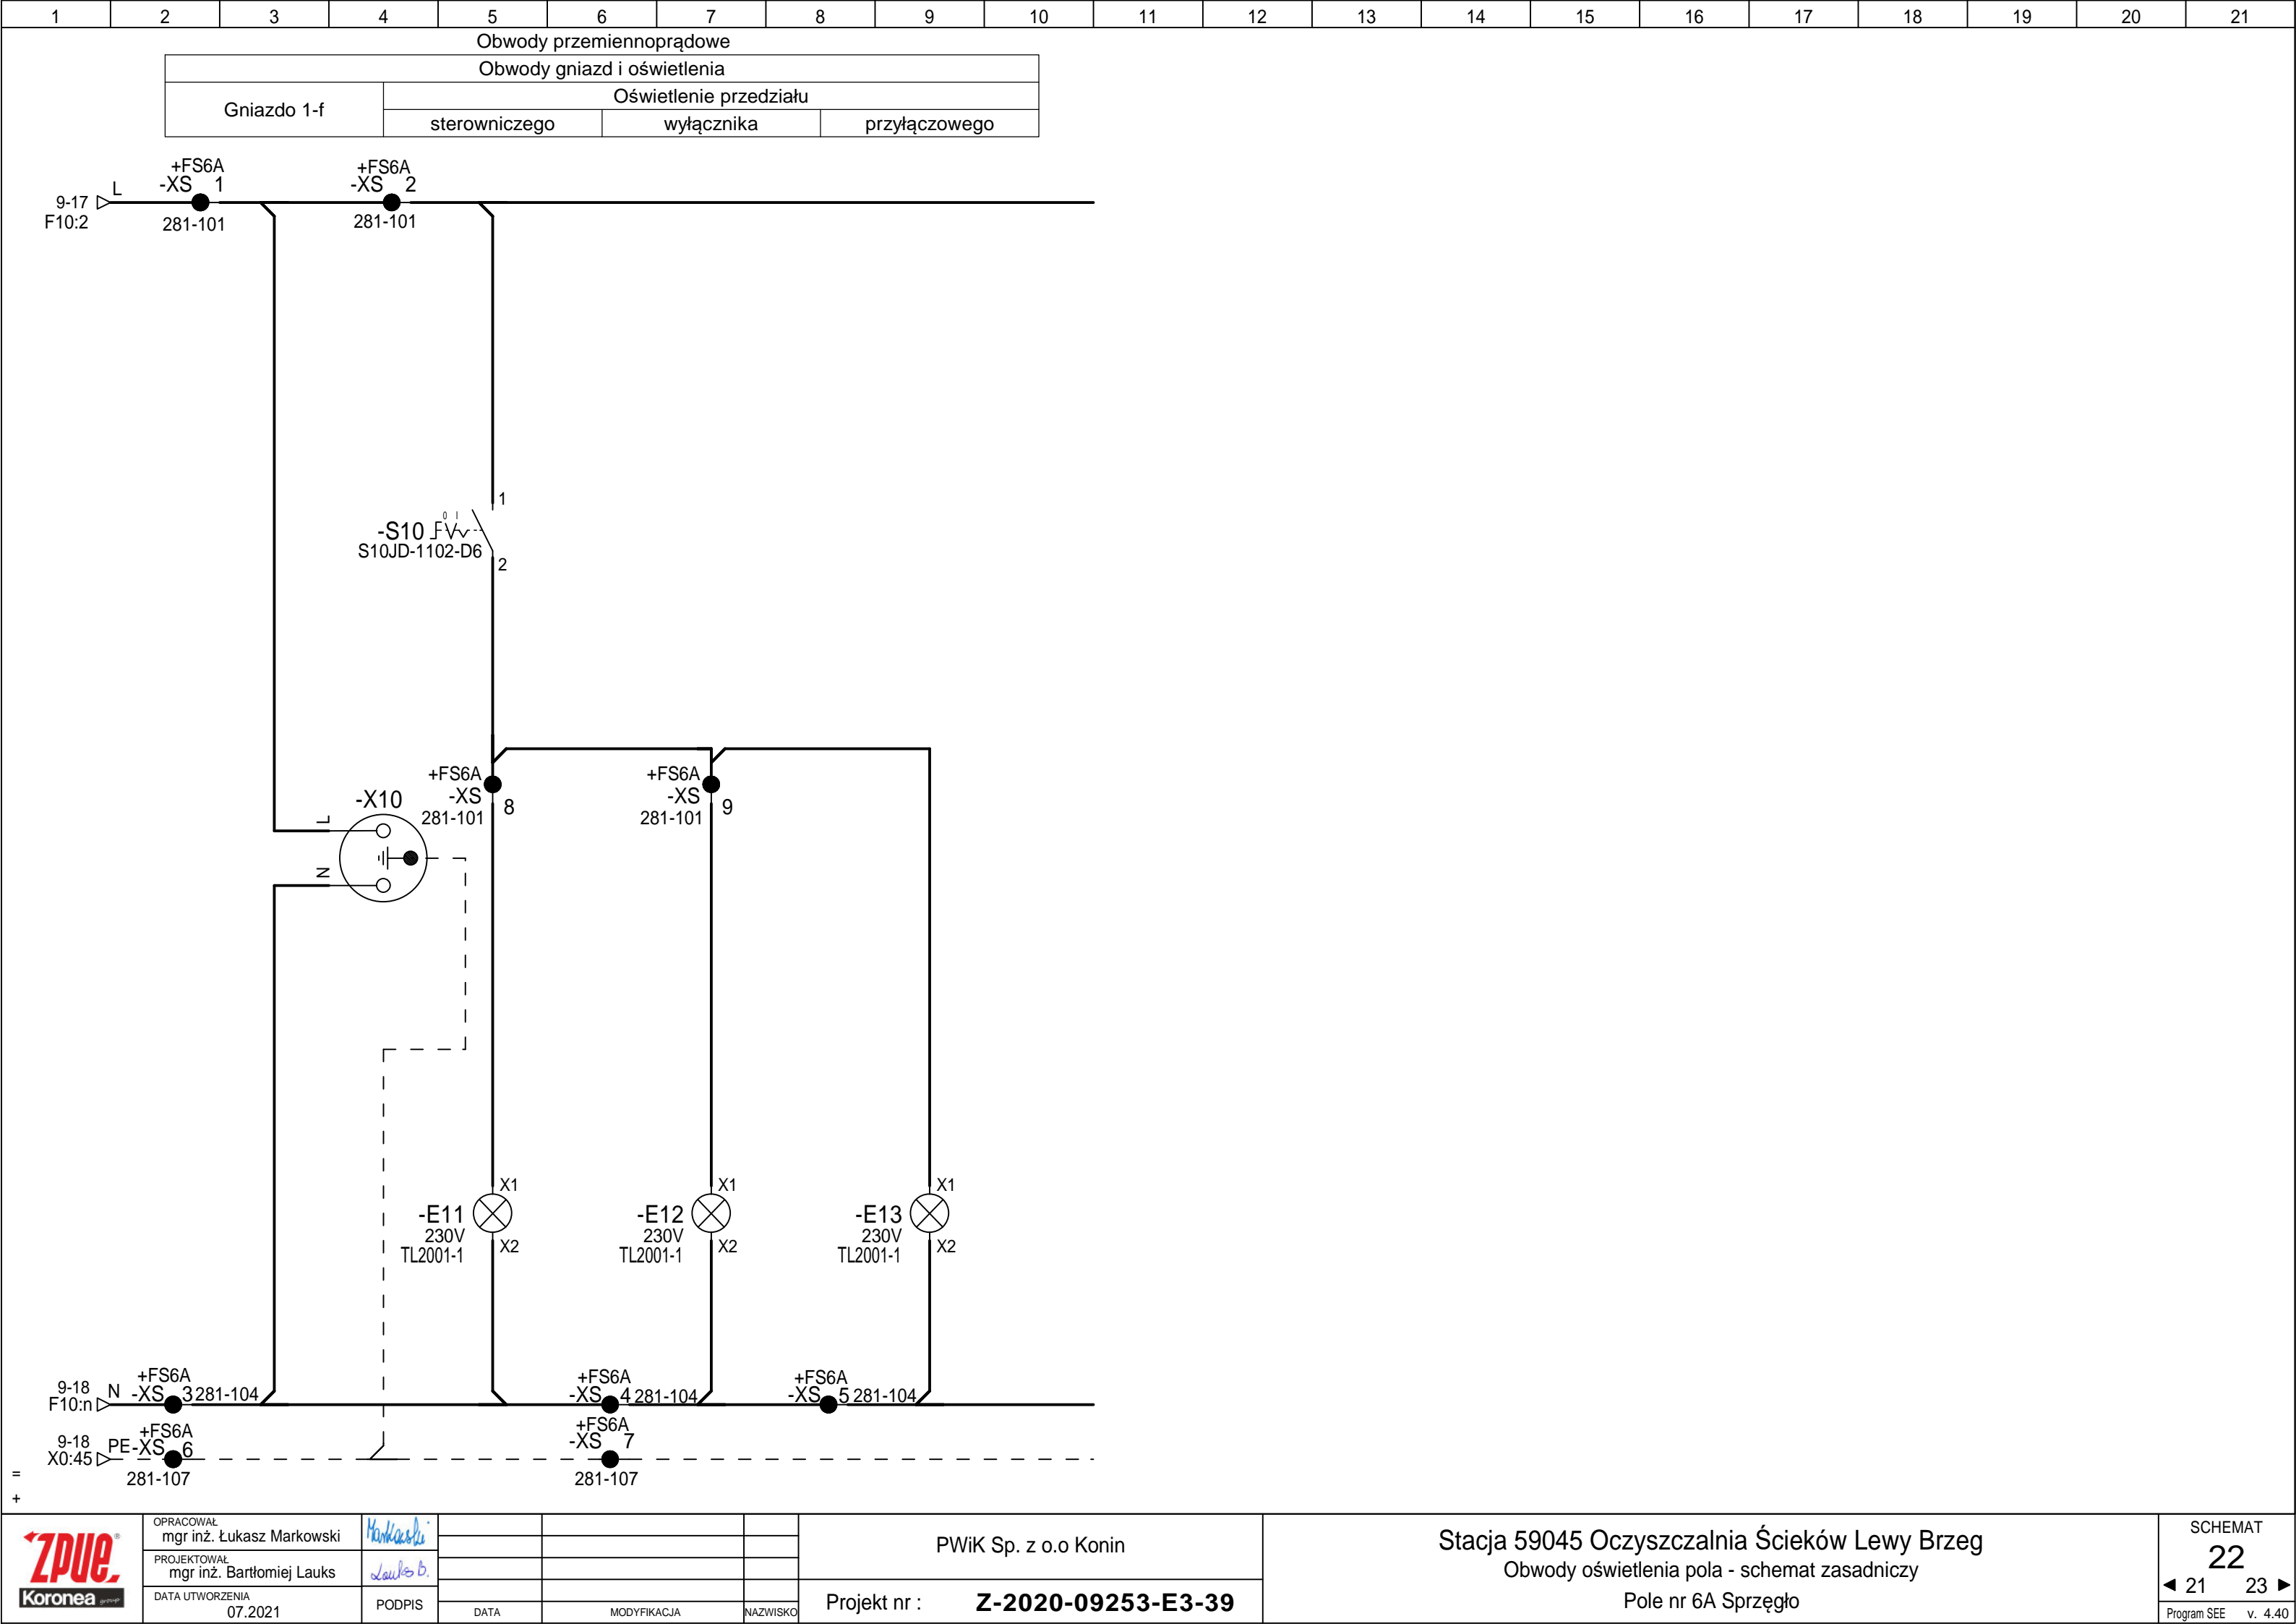 1 2 3 4 5 6 7 8 9 10 11 12 13 14 15 16 17 18 19 20 21
Obwody przemiennoprądowe
Obwody gniazd i oświetlenia
Gniazdo 1-f
Oświetlenie przedziału
sterowniczego
wyłącznika
przyłączowego
9-17
F10:2
L
+FS6A
-XS 1
281-101
+FS6A
-XS 2
281-101
1
0 I
-S10
S10JD-1102-D6
2
+FS6A
-XS
281-101
8
+FS6A
-XS
281-101
9
-X10
L
N
X1
-E11
230V
TL2001-1
X2
X1
-E12
230V
TL2001-1
X2
X1
-E13
230V
TL2001-1
X2
9-18
F10:n
N
+FS6A
-XS 3 281-104
+FS6A
-XS 4 281-104
+FS6A
-XS 5 281-104
9-18
X0:45
PE
+FS6A
-XS 6
281-107
+FS6A
-XS 7
281-107
=
+
ZPUE®
Koronea group
OPRACOWAŁ
mgr inż. Łukasz Markowski
Markowski
PROJEKTOWAŁ
mgr inż. Bartłomiej Lauks
Lauks B.
DATA UTWORZENIA
07.2021
PODPIS
DATA
MODYFIKACJA
NAZWISKO
PWiK Sp. z o.o Konin
Projekt nr : Z-2020-09253-E3-39
Stacja 59045 Oczyszczalnia Ścieków Lewy Brzeg
Obwody oświetlenia pola - schemat zasadniczy
Pole nr 6A Sprzęgło
SCHEMAT
22
21 23
Program SEE v. 4.40